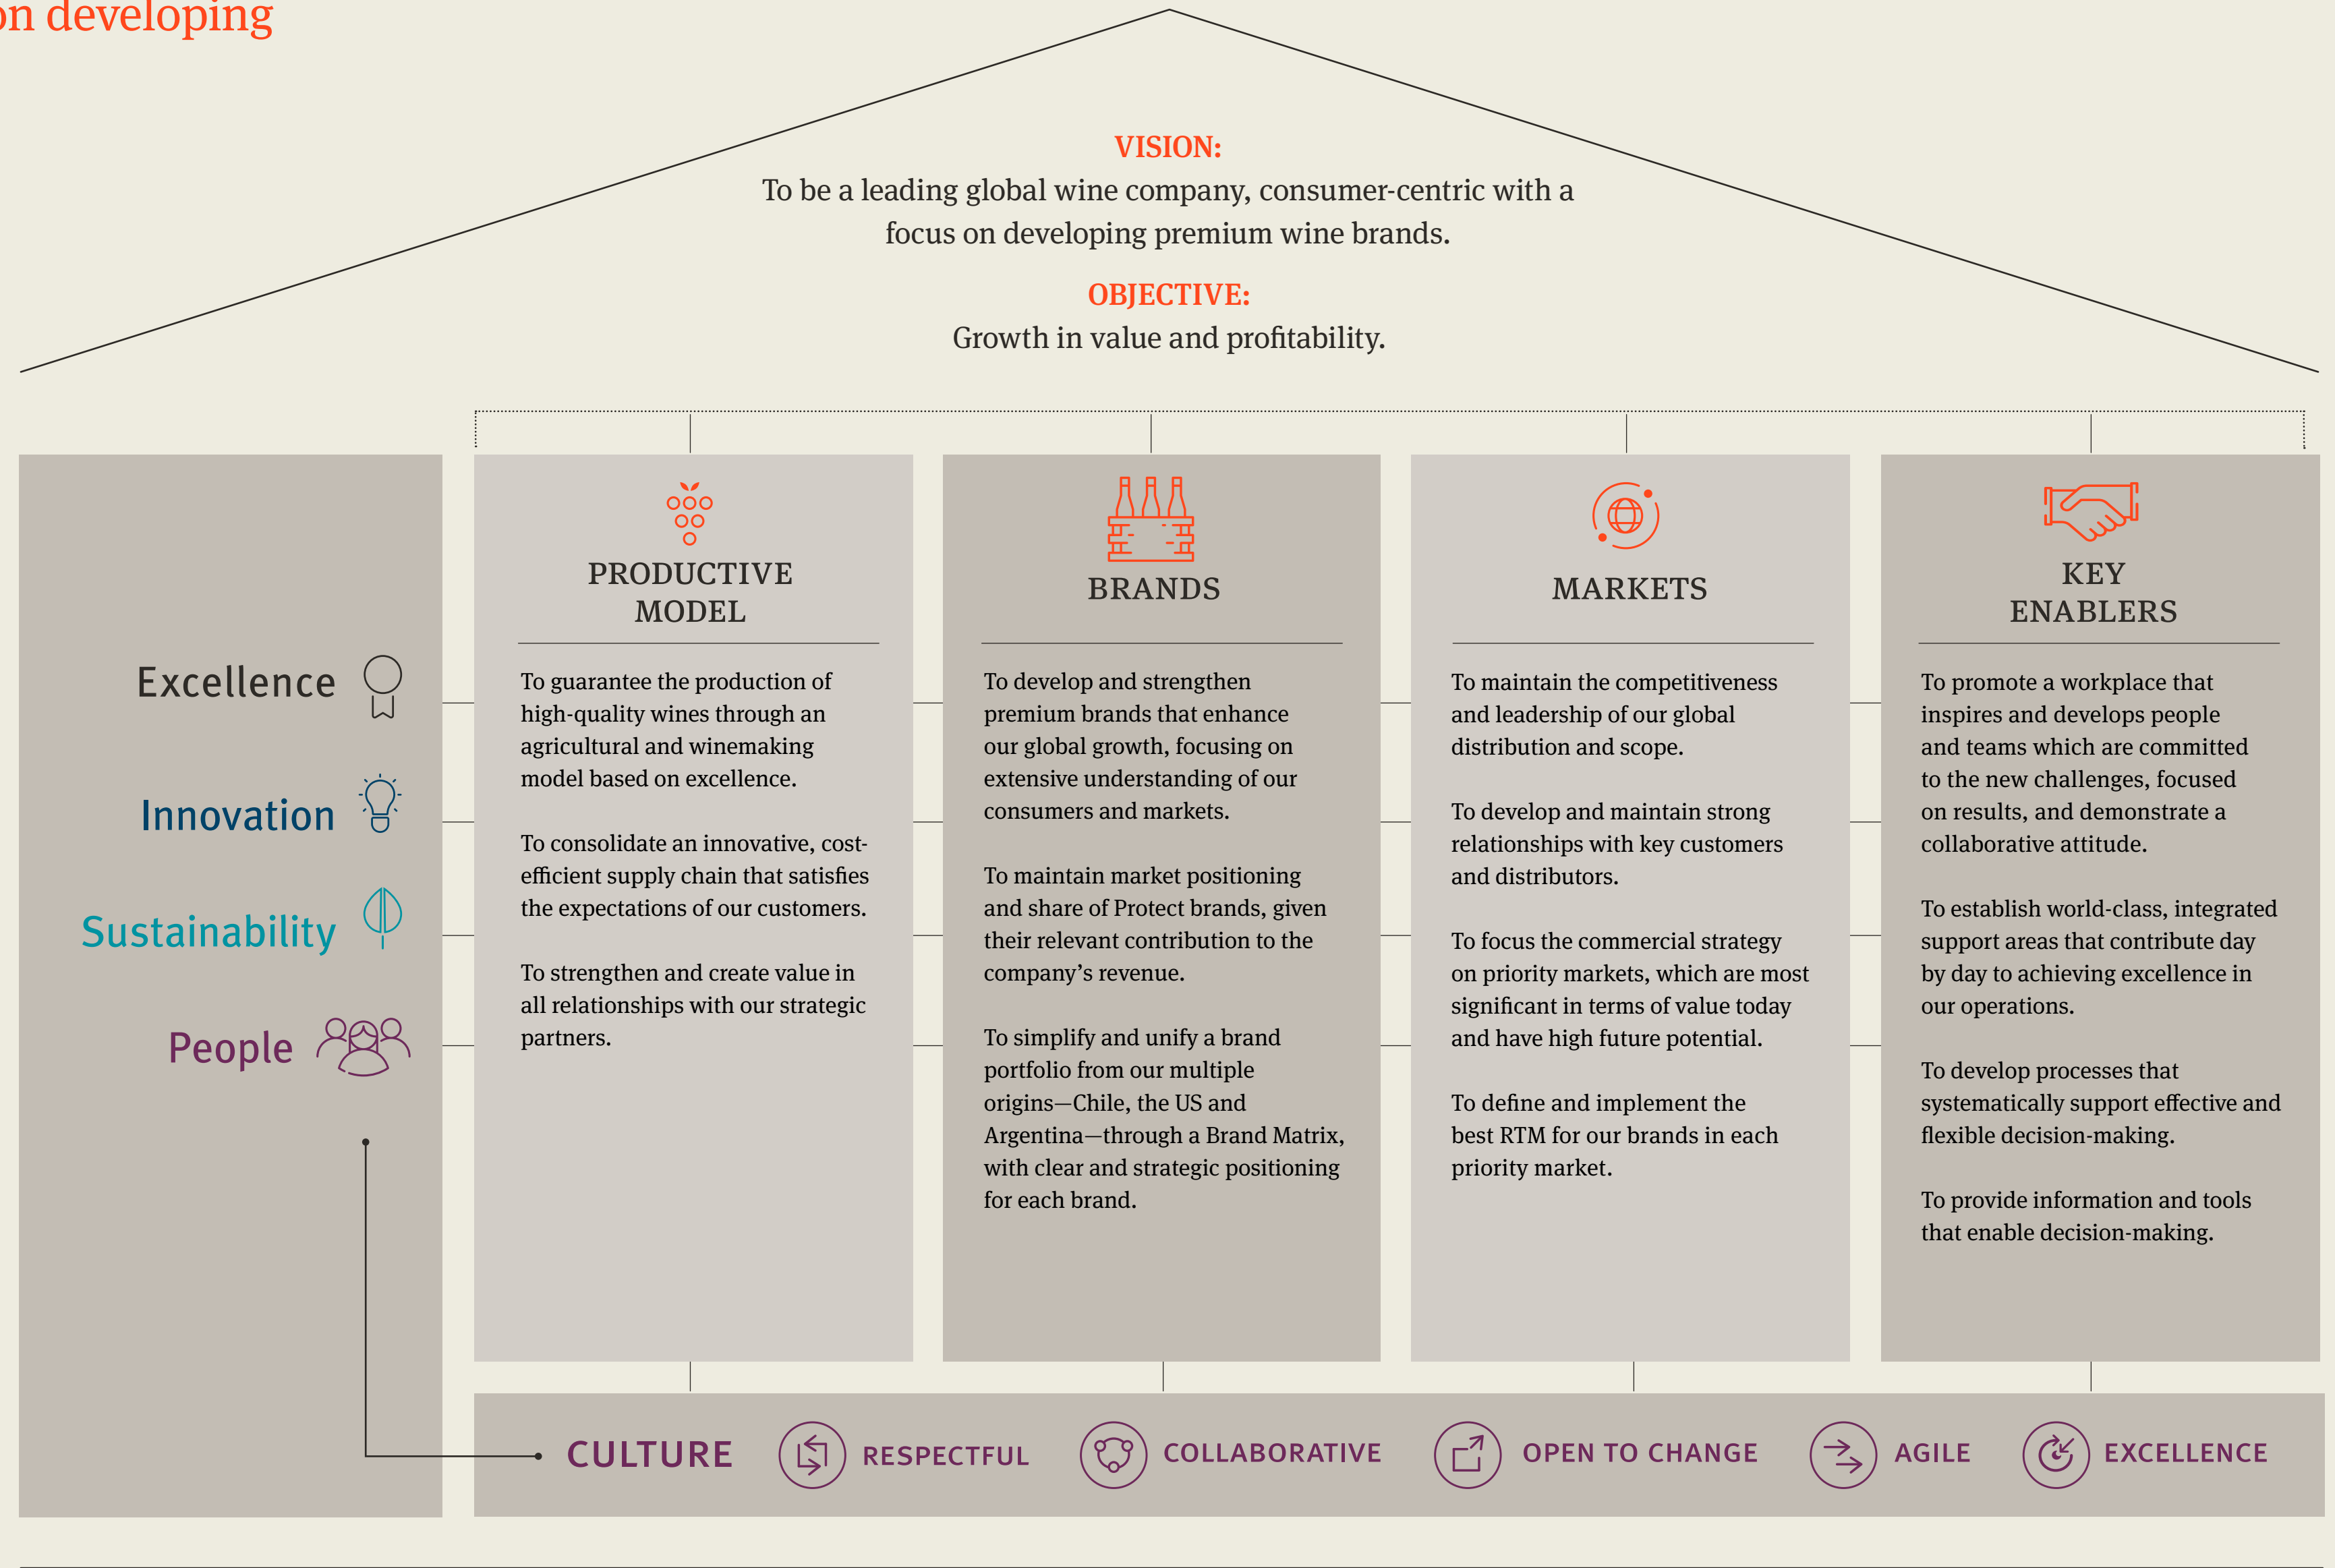 on developing
VISION:
To be a leading global wine company, consumer-centric with a
focus on developing premium wine brands.
OBJECTIVE:
Growth in value and profitability.
Excellence
Innovation
Sustainability
People
PRODUCTIVE
MODEL
To guarantee the production of
high-quality wines through an
agricultural and winemaking
model based on excellence.
To consolidate an innovative, cost-
efficient supply chain that satisfies
the expectations of our customers.
To strengthen and create value in
all relationships with our strategic
partners.
BRANDS
To develop and strengthen
premium brands that enhance
our global growth, focusing on
extensive understanding of our
consumers and markets.
To maintain market positioning
and share of Protect brands, given
their relevant contribution to the
company’s revenue.
To simplify and unify a brand
portfolio from our multiple
origins—Chile, the US and
Argentina—through a Brand Matrix,
with clear and strategic positioning
for each brand.
MARKETS
To maintain the competitiveness
and leadership of our global
distribution and scope.
To develop and maintain strong
relationships with key customers
and distributors.
To focus the commercial strategy
on priority markets, which are most
significant in terms of value today
and have high future potential.
To define and implement the
best RTM for our brands in each
priority market.
KEY
ENABLERS
To promote a workplace that
inspires and develops people
and teams which are committed
to the new challenges, focused
on results, and demonstrate a
collaborative attitude.
To establish world-class, integrated
support areas that contribute day
by day to achieving excellence in
our operations.
To develop processes that
systematically support effective and
flexible decision-making.
To provide information and tools
that enable decision-making.
CULTURE
RESPECTFUL
COLLABORATIVE
OPEN TO CHANGE
AGILE
EXCELLENCE